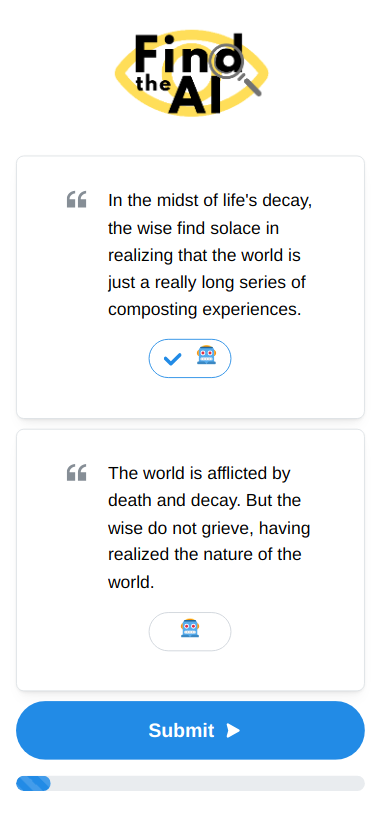 Find
the AI
In the midst of life's decay,
the wise find solace in
realizing that the world is
just a really long series of
composting experiences.
The world is afflicted by
death and decay. But the
wise do not grieve, having
realized the nature of the
world.
Submit